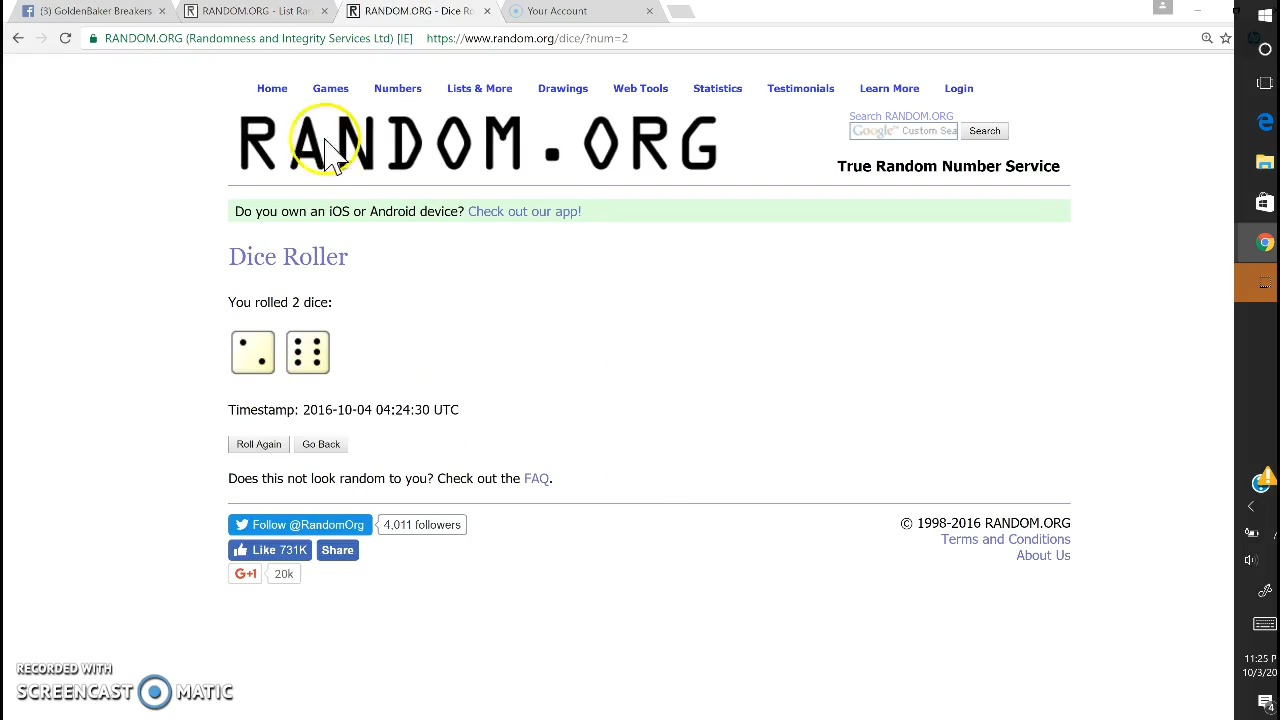 (3) GoldenBaker Breakers
RANDOM.ORG - List Ran
RANDOM.ORG - Dice Ro
Your Account
RANDOM.ORG (Randomness and Integrity Services Ltd) [IE] https://www.random.org/dice/?num=2
Home Games Numbers Lists & More Drawings Web Tools Statistics Testimonials Learn More Login
RANDOM.ORG
Search RANDOM.ORG
Google™ Custom Sea Search
True Random Number Service
Do you own an iOS or Android device? Check out our app!
Dice Roller
You rolled 2 dice:
Timestamp: 2016-10-04 04:24:30 UTC
Roll Again Go Back
Does this not look random to you? Check out the FAQ.
Follow @RandomOrg 4,011 followers
Like 731K Share
G+1 20k
© 1998-2016 RANDOM.ORG
Terms and Conditions
About Us
RECORDED WITH
SCREENCAST MATIC
11:25 P
10/3/20
4